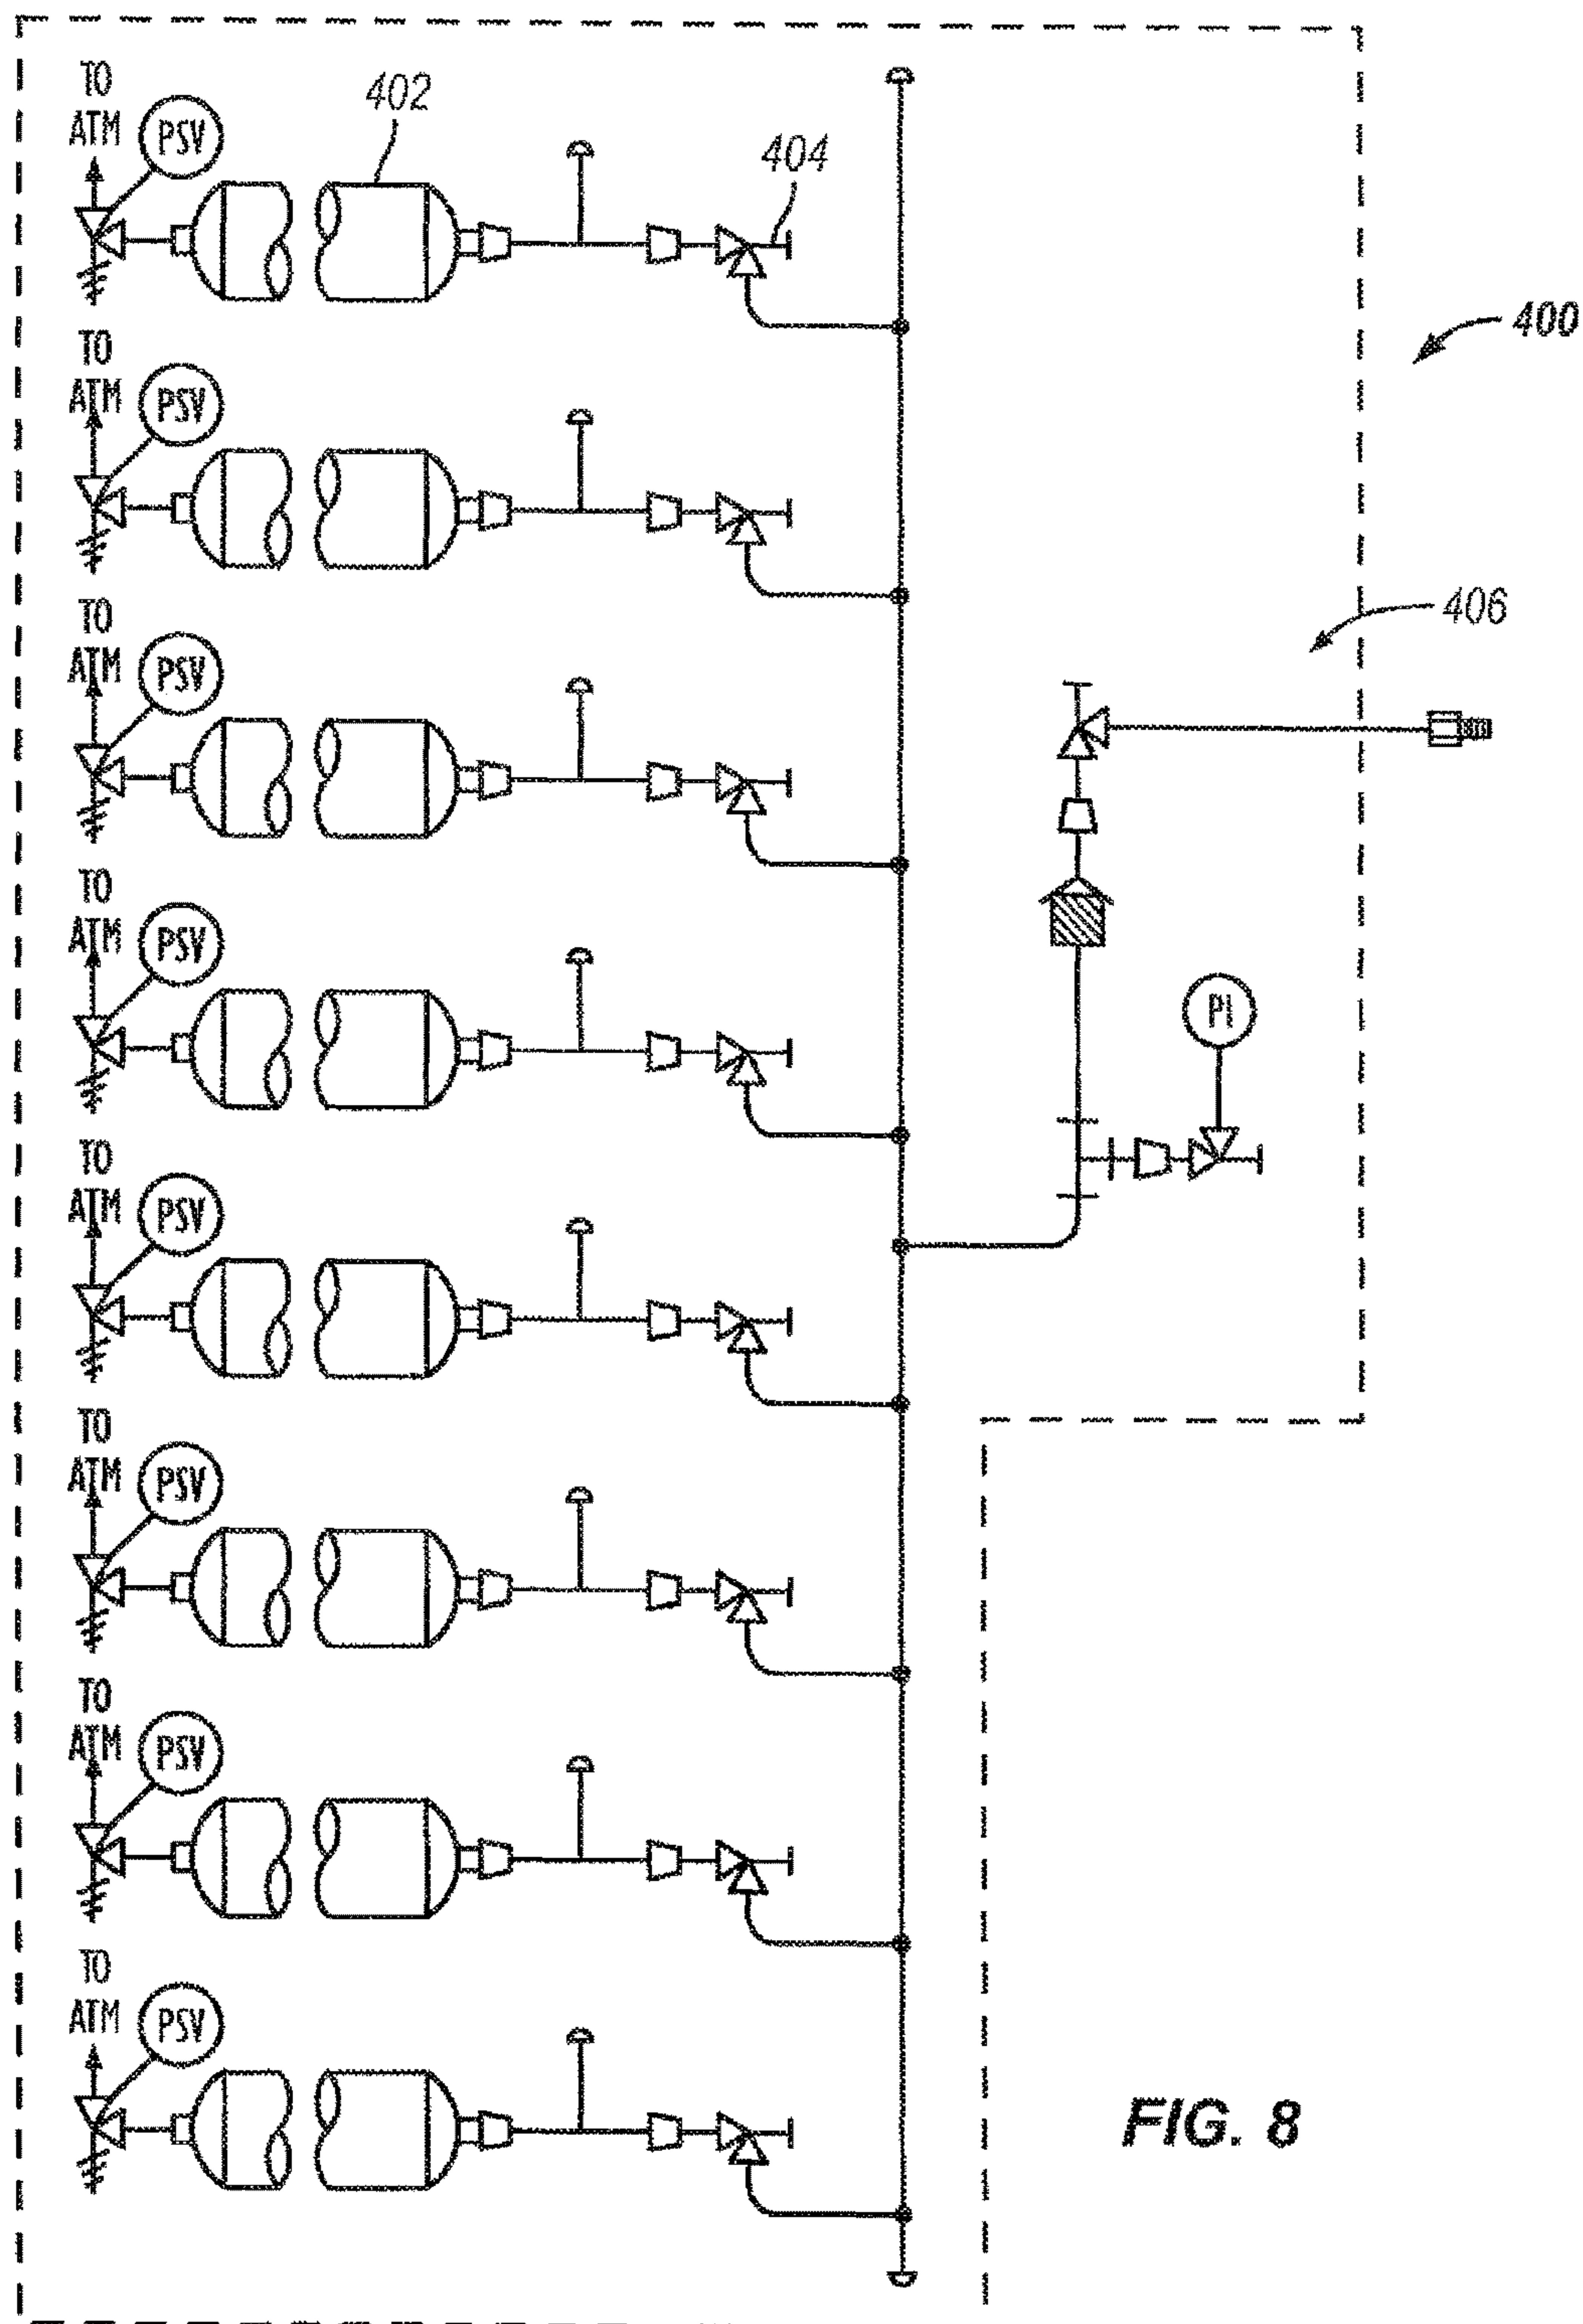 TO
ATM
PSV
402
404
TO
ATM
PSV
400
TO
ATM
PSV
406
TO
ATM
PSV
PI
TO
ATM
PSV
TO
ATM
PSV
TO
ATM
PSV
TO
ATM
PSV
FIG. 8